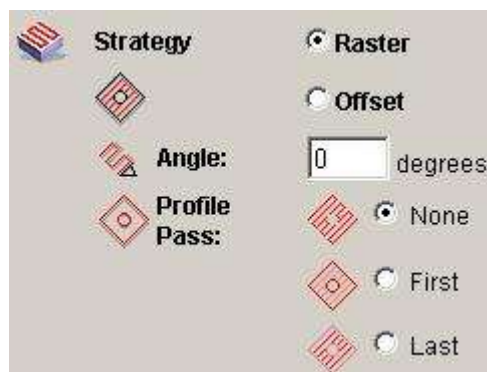 Strategy
Raster
Offset
Angle:
0 degrees
Profile
Pass:
None
First
Last